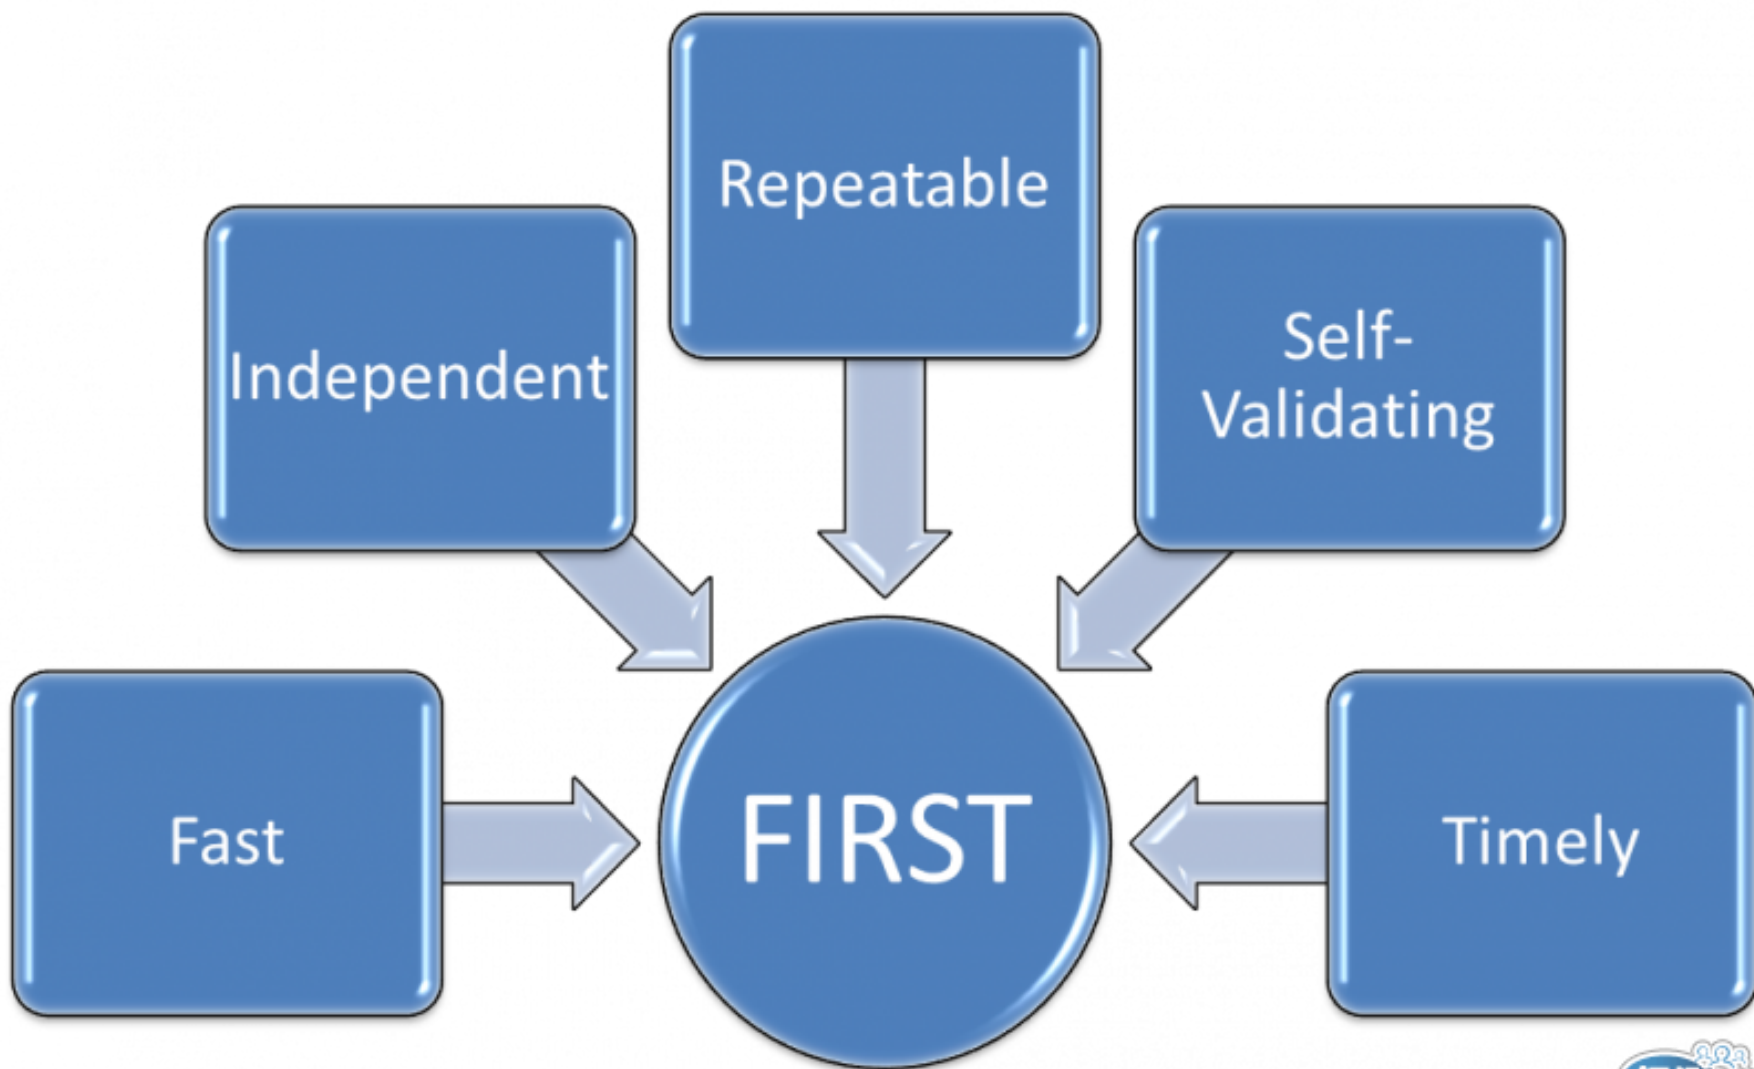 Repeatable
Independent
Self-
Validating
Fast
FIRST
Timely